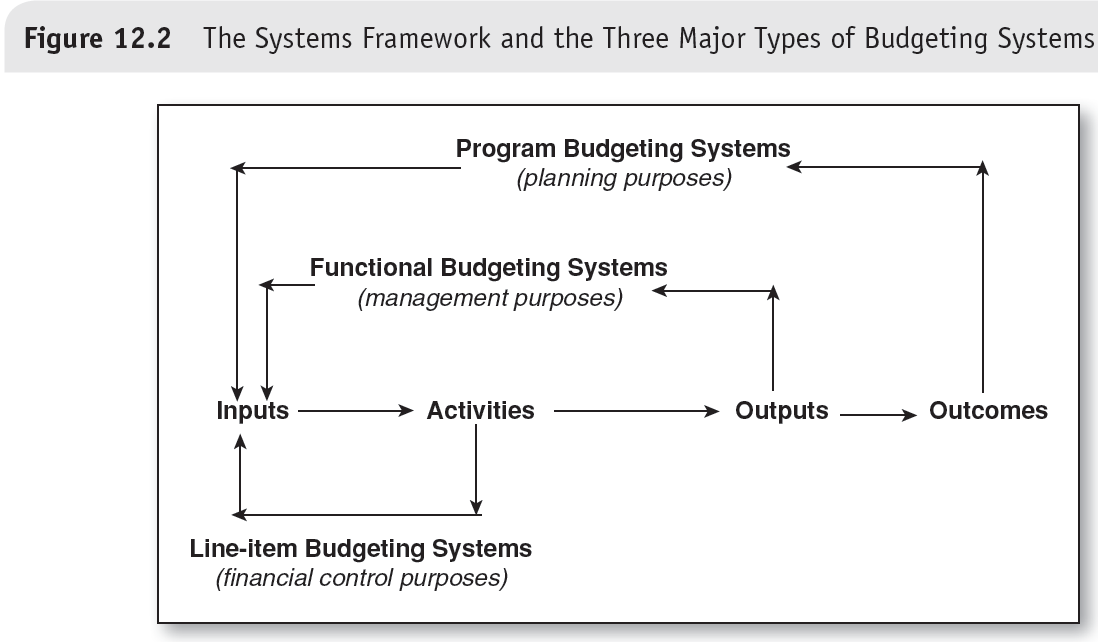 Figure 12.2 The Systems Framework and the Three Major Types of Budgeting Systems
Program Budgeting Systems
(planning purposes)
Functional Budgeting Systems
(management purposes)
Inputs Activities Outputs Outcomes
Line-item Budgeting Systems
(financial control purposes)